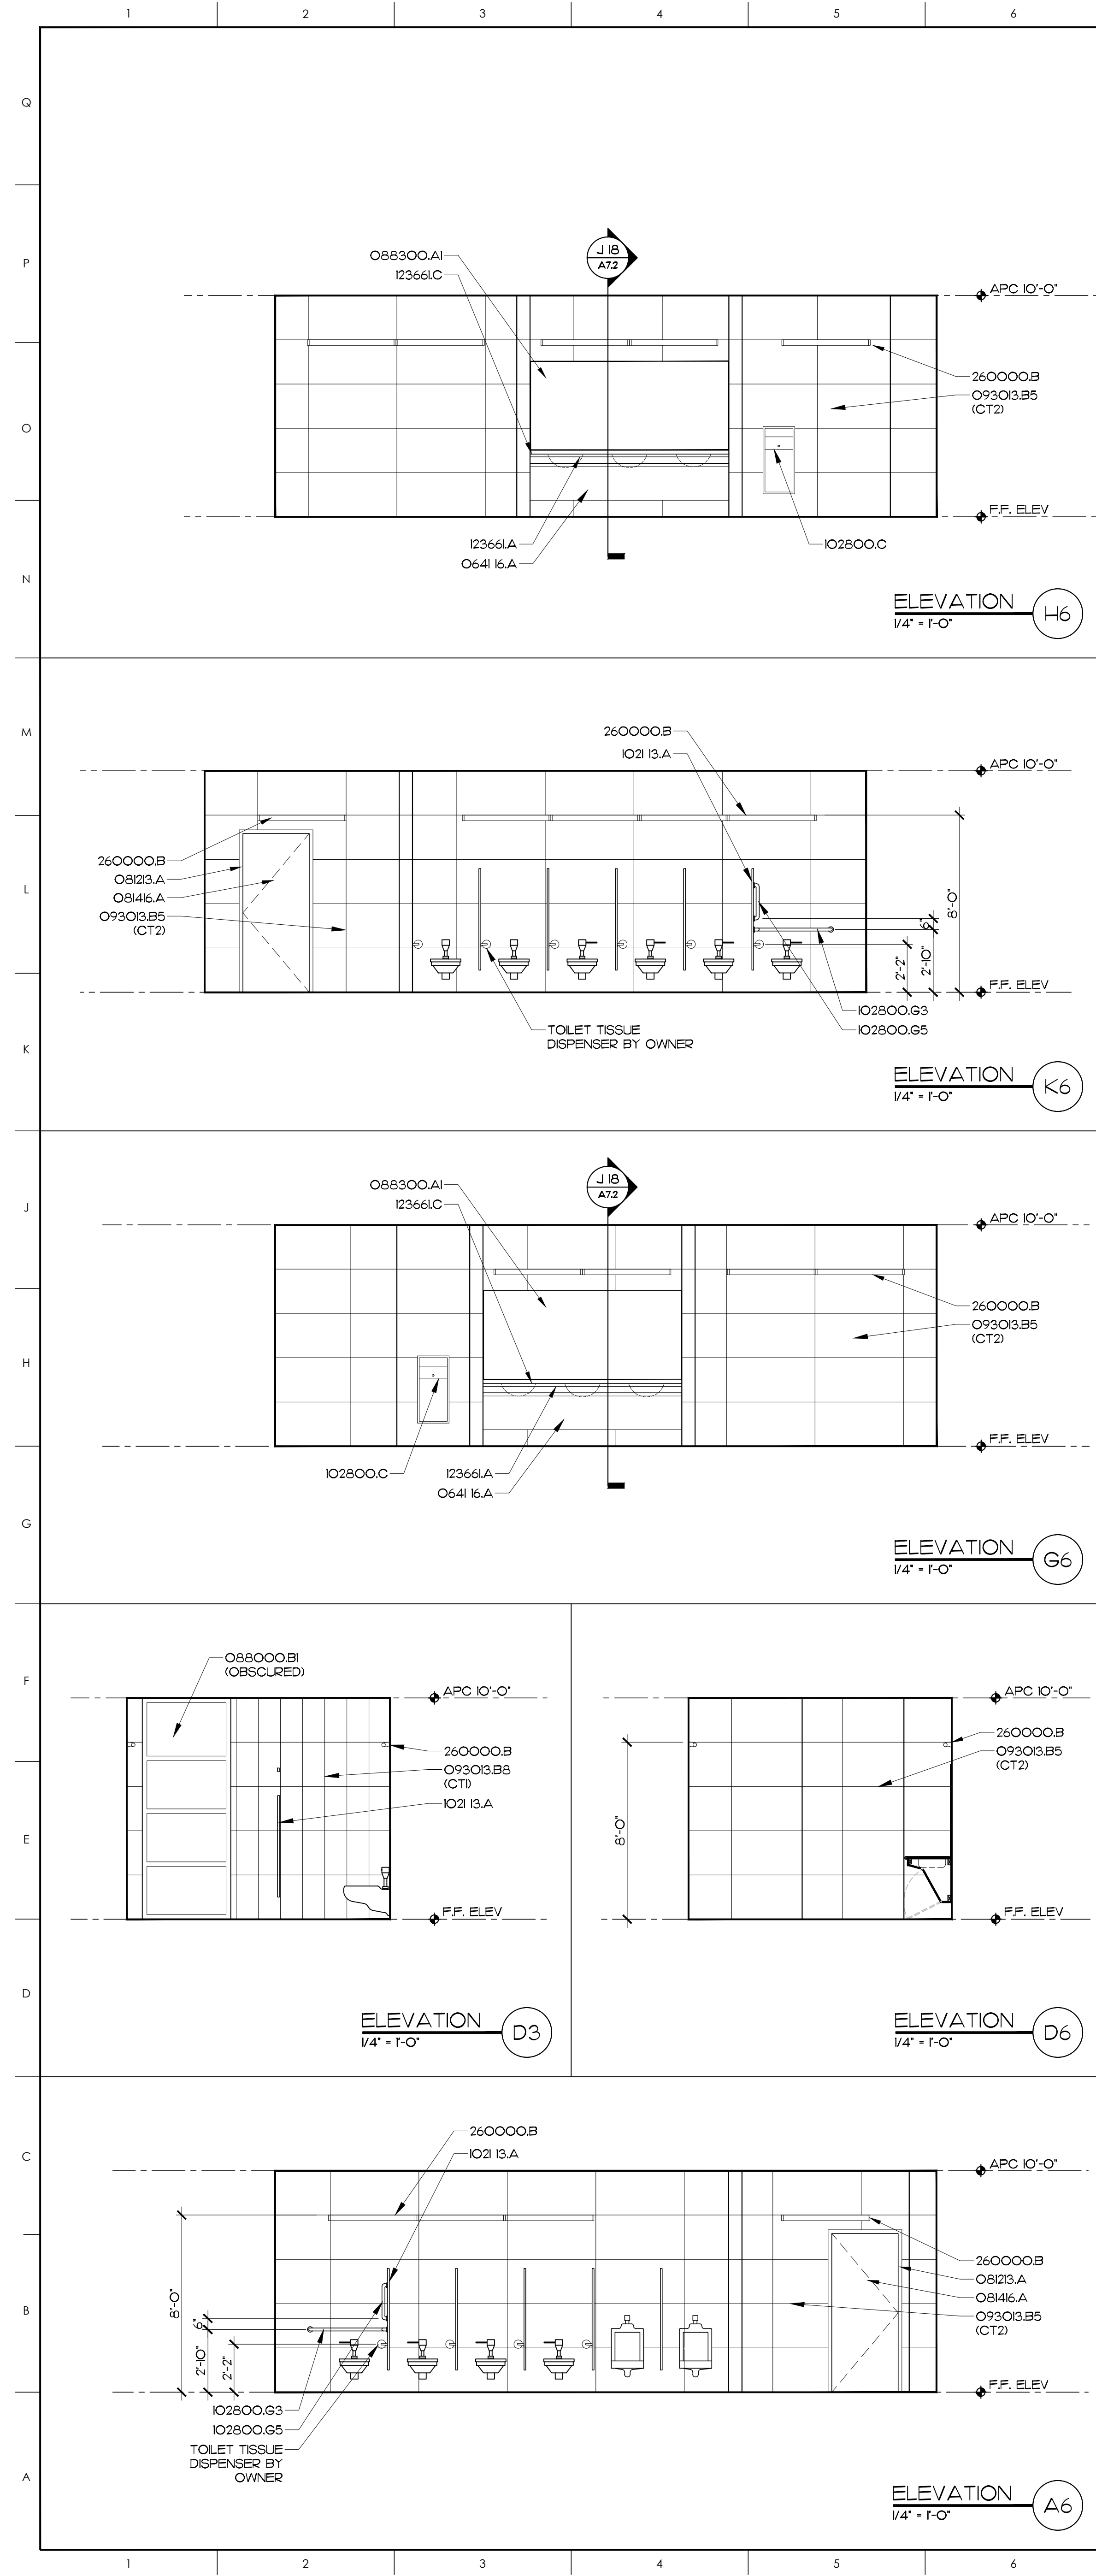 1 2 3 4 5 6
Q
P
O
N
088300.A1
123661.C
J 18
A7.2
APC 10'-0"
260000.B
093013.B5
(CT2)
F.F. ELEV
123661.A
064116.A
102800.C
ELEVATION
1/4" = 1'-0"
H6
M
L
K
260000.B
102113.A
APC 10'-0"
260000.B
081213.A
081416.A
093013.B5
(CT2)
8'-0"
6"
2'-10"
2'-2"
F.F. ELEV
102800.G3
102800.G5
TOILET TISSUE
DISPENSER BY OWNER
ELEVATION
1/4" = 1'-0"
K6
J
H
G
088300.A1
123661.C
J 18
A7.2
APC 10'-0"
260000.B
093013.B5
(CT2)
F.F. ELEV
102800.C
123661.A
064116.A
ELEVATION
1/4" = 1'-0"
G6
F
E
D
088000.B1
(OBSCURED)
APC 10'-0"
260000.B
093013.B8
(CT1)
102113.A
F.F. ELEV
ELEVATION
1/4" = 1'-0"
D3
APC 10'-0"
260000.B
093013.B5
(CT2)
8'-0"
F.F. ELEV
ELEVATION
1/4" = 1'-0"
D6
C
B
A
260000.B
102113.A
APC 10'-0"
8'-0"
6"
2'-10"
2'-2"
260000.B
081213.A
081416.A
093013.B5
(CT2)
F.F. ELEV
102800.G3
102800.G5
TOILET TISSUE
DISPENSER BY
OWNER
ELEVATION
1/4" = 1'-0"
A6
1 2 3 4 5 6